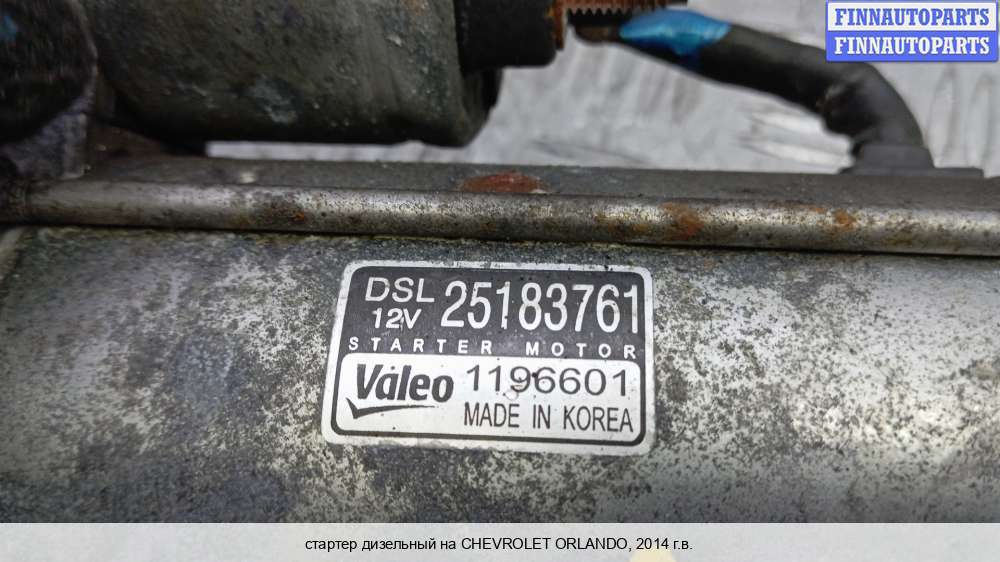 FINNAUTOPARTS
FINNAUTOPARTS
DSL 25183761
12V
STARTER MOTOR
Valeo 1196601
MADE IN KOREA
стартер дизельный на CHEVROLET ORLANDO, 2014 г.в.